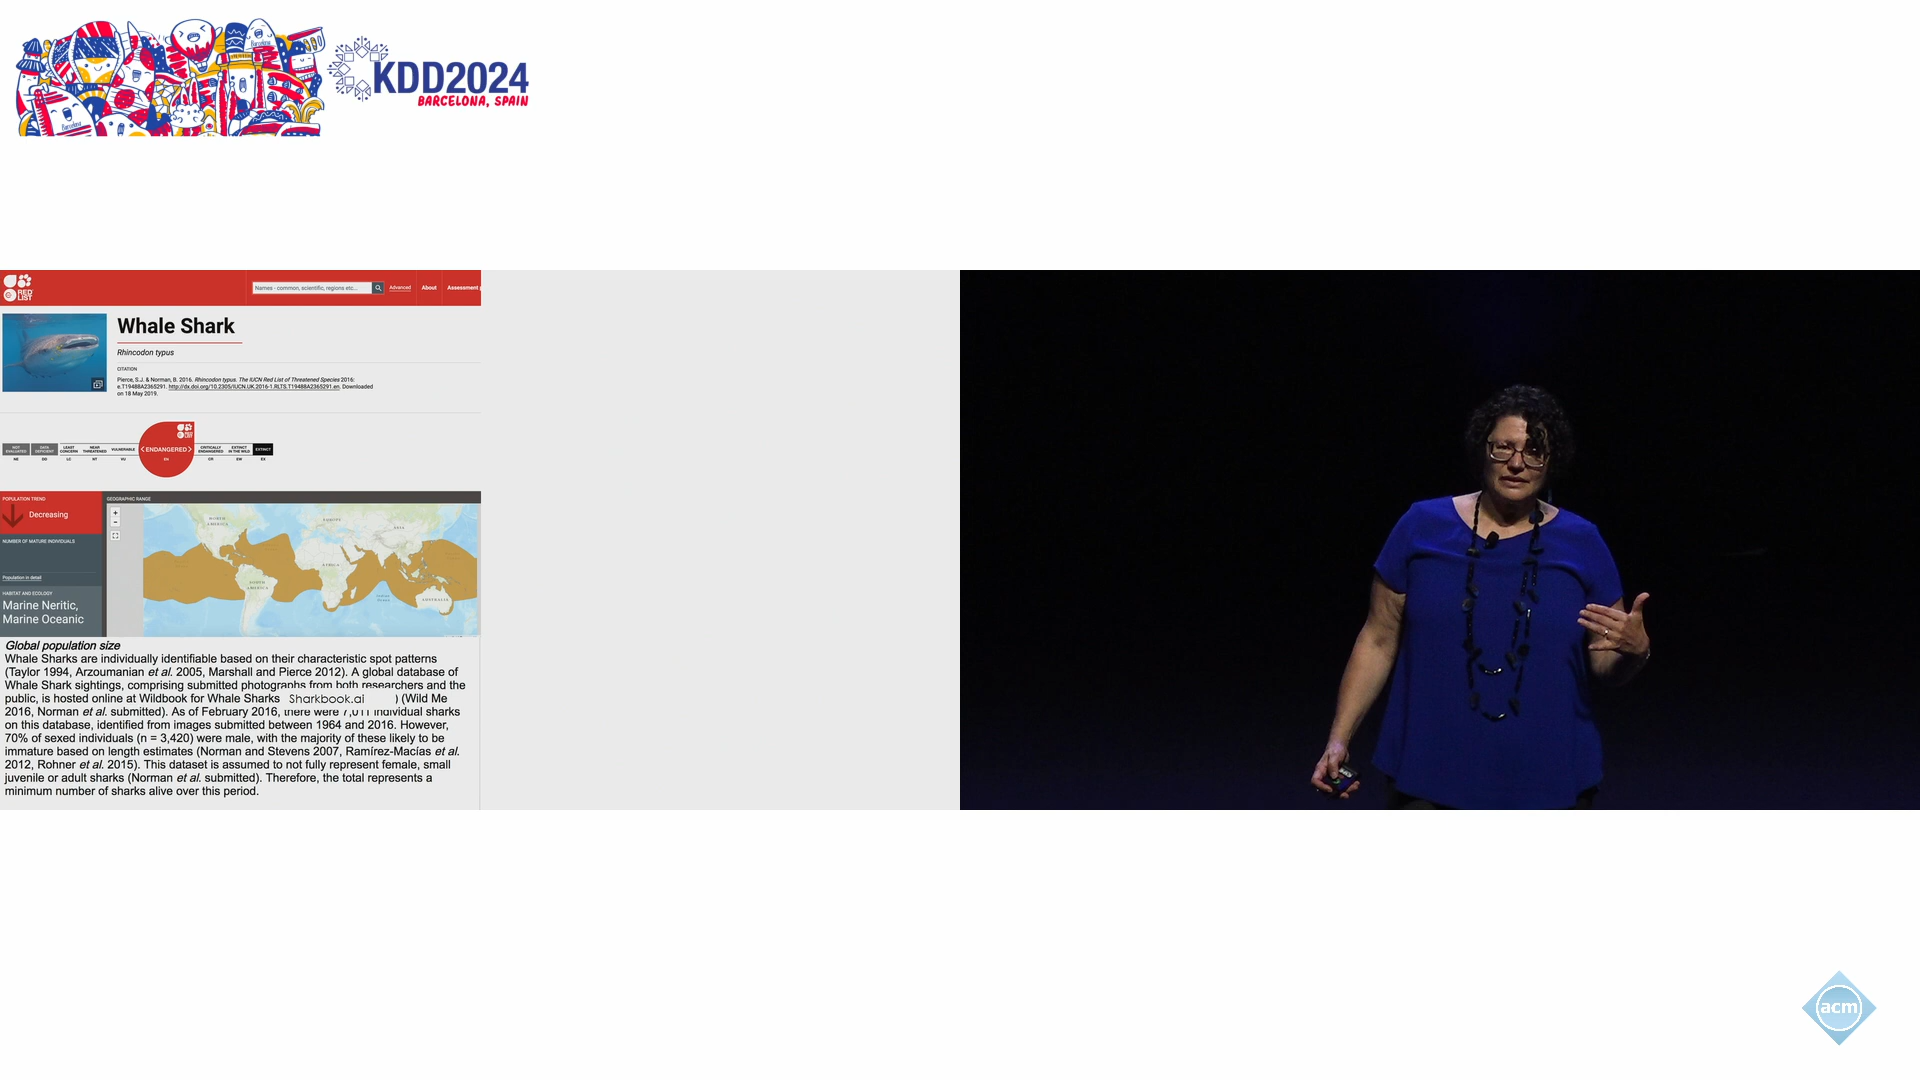 KDD2024
BARCELONA, SPAIN
RED
LIST
Names - common, scientific, regions etc...
Advanced
About
Assessment
Whale Shark
Rhincodon typus
CITATION
Pierce, S.J. & Norman, B. 2016. Rhincodon typus. The IUCN Red List of Threatened Species 2016:
e.T19488A2365291. http://dx.doi.org/10.2305/IUCN.UK.2016-1.RLTS.T19488A2365291.en. Downloaded
on 18 May 2019.
NOT EVALUATED
DATA DEFICIENT
LEAST CONCERN
NEAR THREATENED
VULNERABLE
<ENDANGERED>
CRITICALLY ENDANGERED
EXTINCT IN THE WILD
EXTINCT
NE
DD
LC
NT
VU
EN
CR
EW
EX
POPULATION TREND
Decreasing
NUMBER OF MATURE INDIVIDUALS
Population in detail
HABITAT AND ECOLOGY
Marine Neritic,
Marine Oceanic
GEOGRAPHIC RANGE
+
-
NORTH AMERICA
EUROPE
ASIA
AFRICA
SOUTH AMERICA
AUSTRALIA
Global population size
Whale Sharks are individually identifiable based on their characteristic spot patterns
(Taylor 1994, Arzoumanian et al. 2005, Marshall and Pierce 2012). A global database of
Whale Shark sightings, comprising submitted photographs from both researchers and the
public, is hosted online at Wildbook for Whale Sharks Sharkbook.ai ) (Wild Me
2016, Norman et al. submitted). As of February 2016, there were 7,011 individual sharks
on this database, identified from images submitted between 1964 and 2016. However,
70% of sexed individuals (n = 3,420) were male, with the majority of these likely to be
immature based on length estimates (Norman and Stevens 2007, Ramírez-Macías et al.
2012, Rohner et al. 2015). This dataset is assumed to not fully represent female, small
juvenile or adult sharks (Norman et al. submitted). Therefore, the total represents a
minimum number of sharks alive over this period.
acm